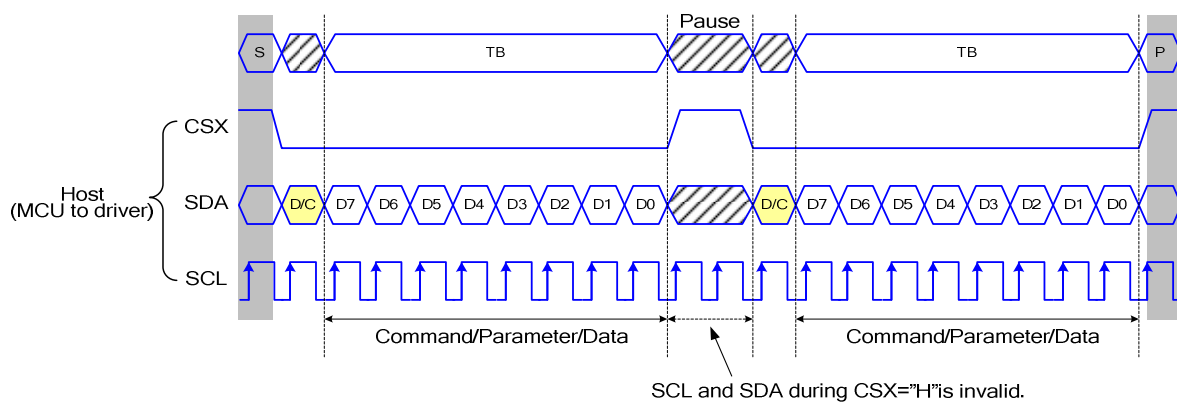 Pause
S TB TB P
CSX
Host
(MCU to driver)
SDA D/C D7 D6 D5 D4 D3 D2 D1 D0 D/C D7 D6 D5 D4 D3 D2 D1 D0
SCL
Command/Parameter/Data Command/Parameter/Data
SCL and SDA during CSX="H"is invalid.